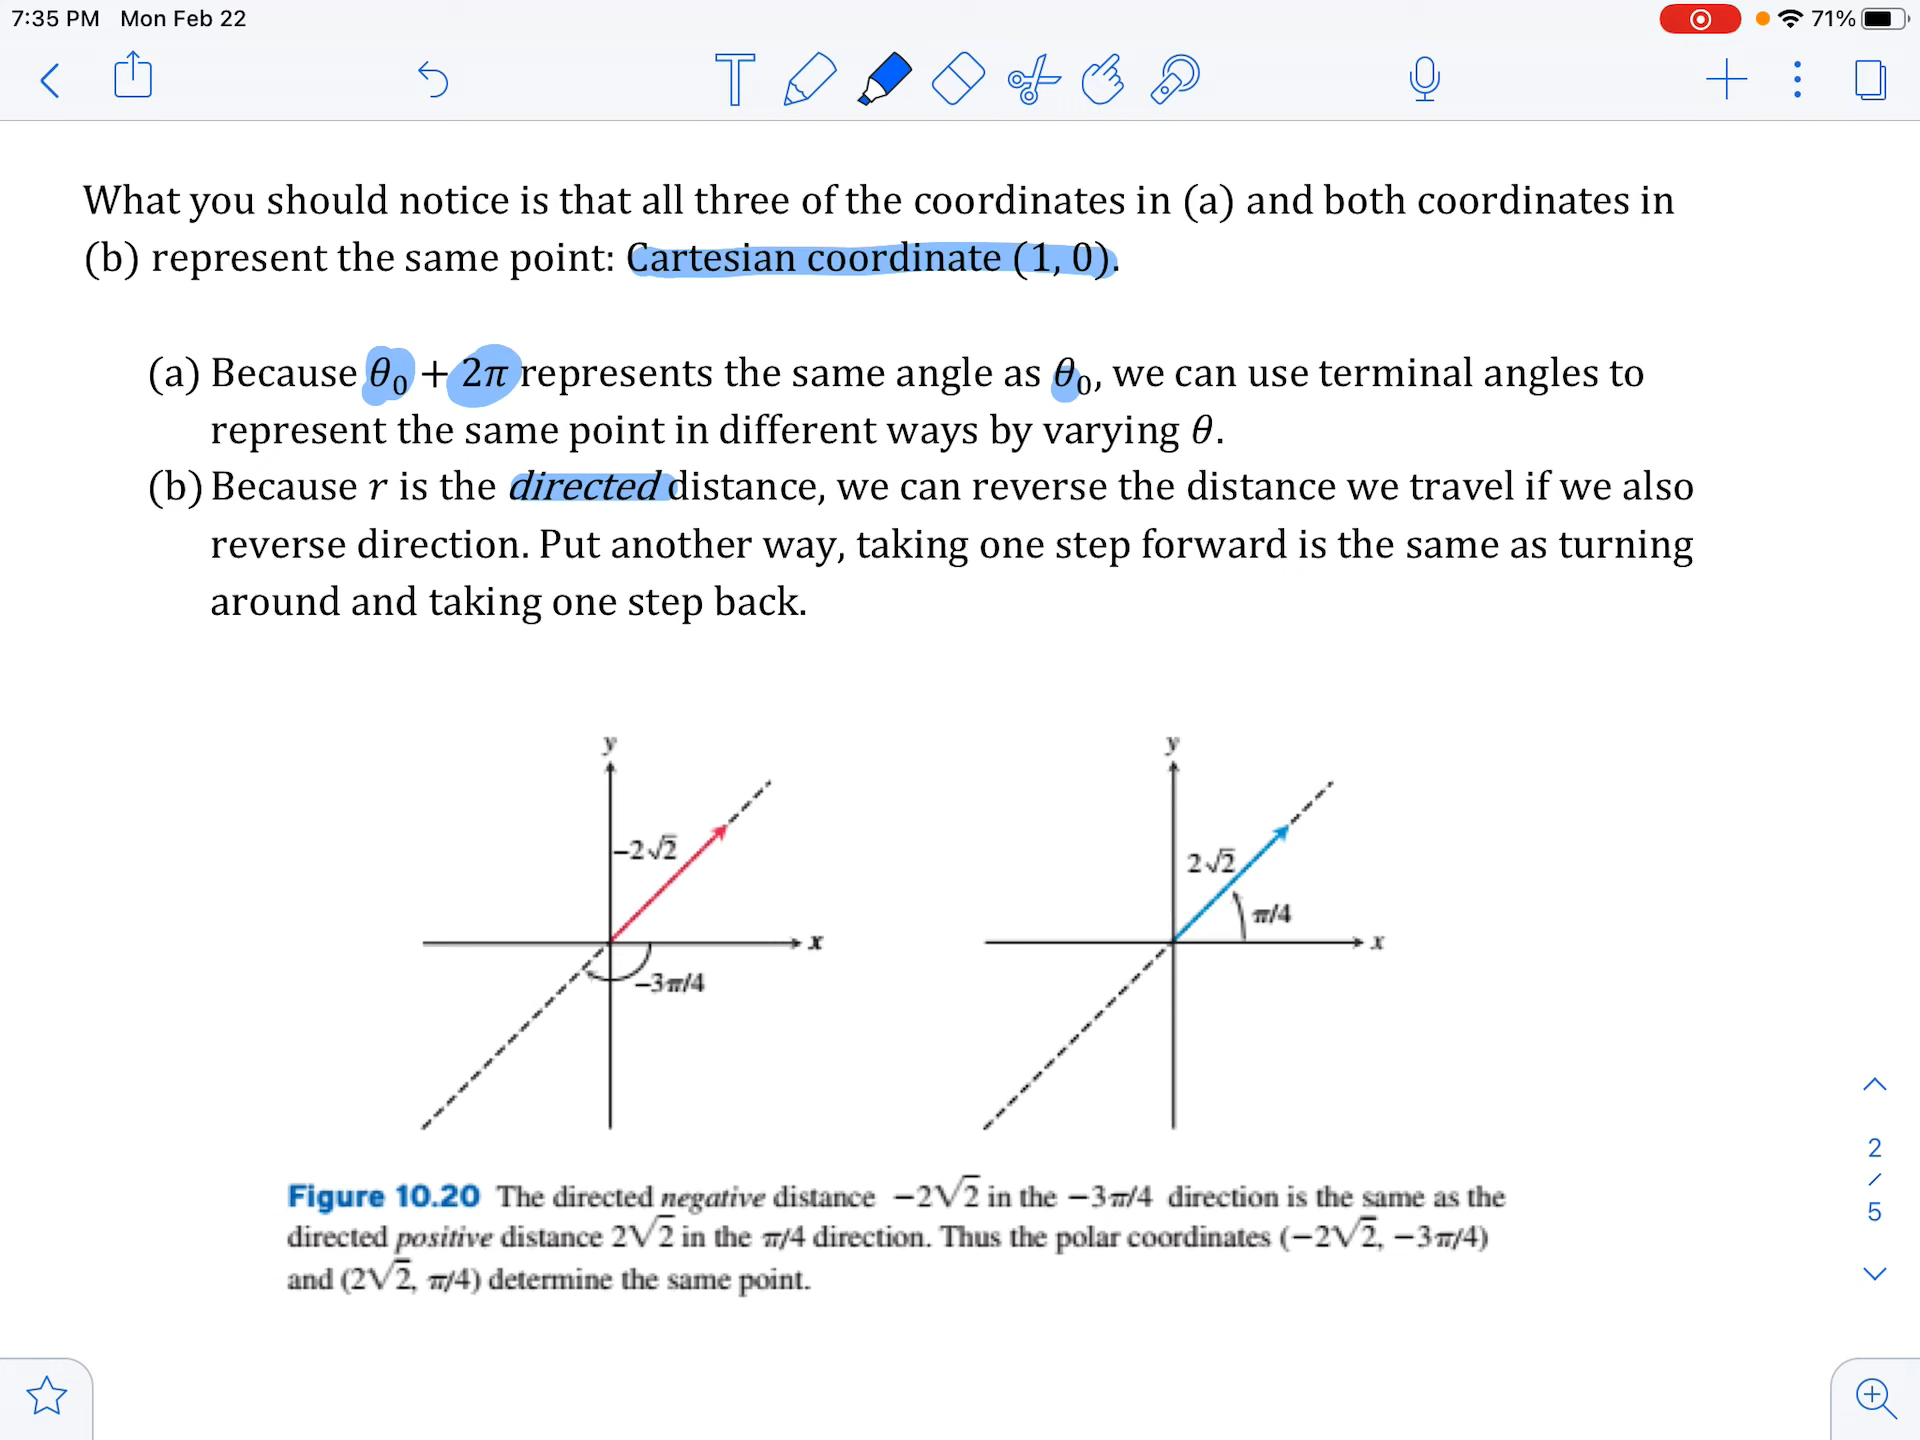 7:35 PM Mon Feb 22
71%
What you should notice is that all three of the coordinates in (a) and both coordinates in
(b) represent the same point: Cartesian coordinate (1, 0).
(a) Because θ₀ + 2π represents the same angle as θ₀, we can use terminal angles to
represent the same point in different ways by varying θ.
(b) Because r is the directed distance, we can reverse the distance we travel if we also
reverse direction. Put another way, taking one step forward is the same as turning
around and taking one step back.
y
−2√2
x
−3π/4
y
2√2
π/4
x
Figure 10.20 The directed negative distance −2√2 in the −3π/4 direction is the same as the
directed positive distance 2√2 in the π/4 direction. Thus the polar coordinates (−2√2, −3π/4)
and (2√2, π/4) determine the same point.
2
/
5